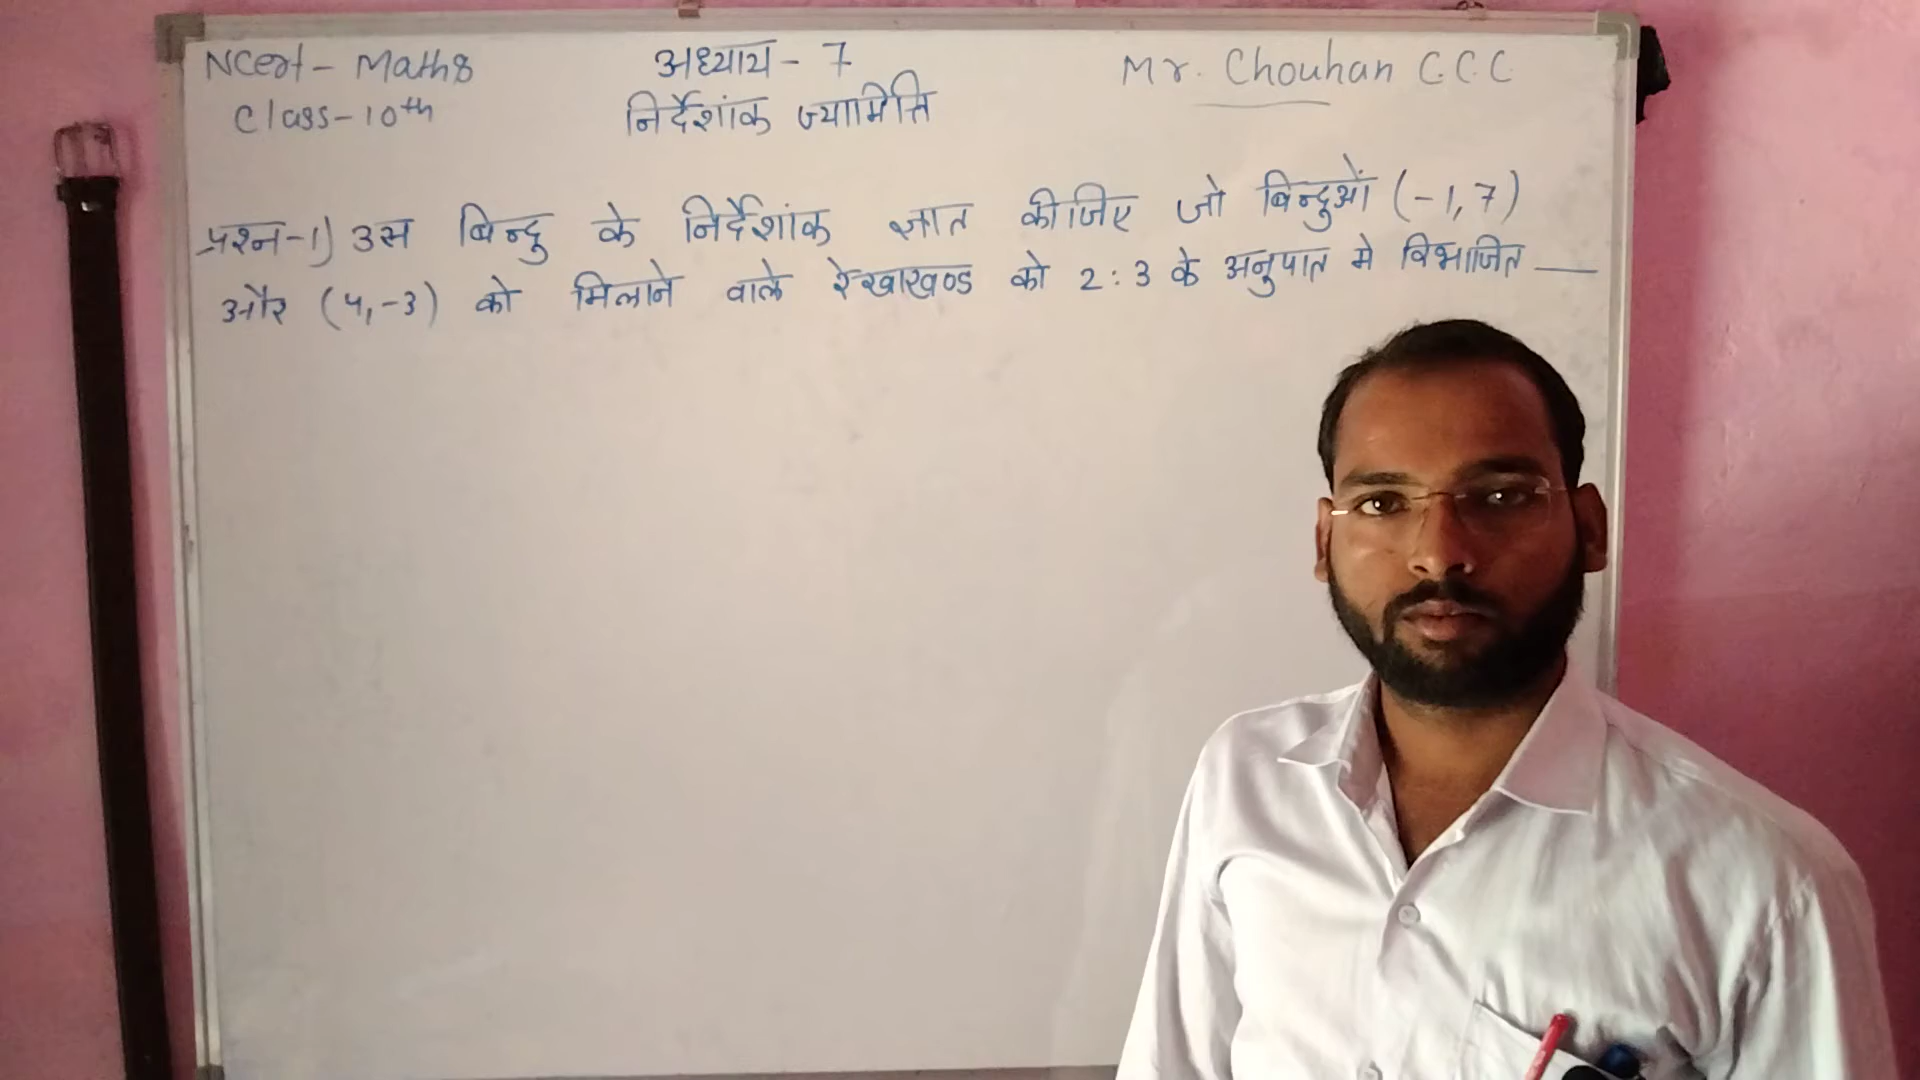 NCert - Maths
अध्याय - 7
Mr. Chouhan C.C.C
Class - 10th
निर्देशांक ज्यामिति
प्रश्न-1) उस बिन्दु के निर्देशांक ज्ञात कीजिए जो बिन्दुओं (-1,7)
और (4,-3) को मिलाने वाले रेखाखण्ड को 2:3 के अनुपात मे विभाजित —